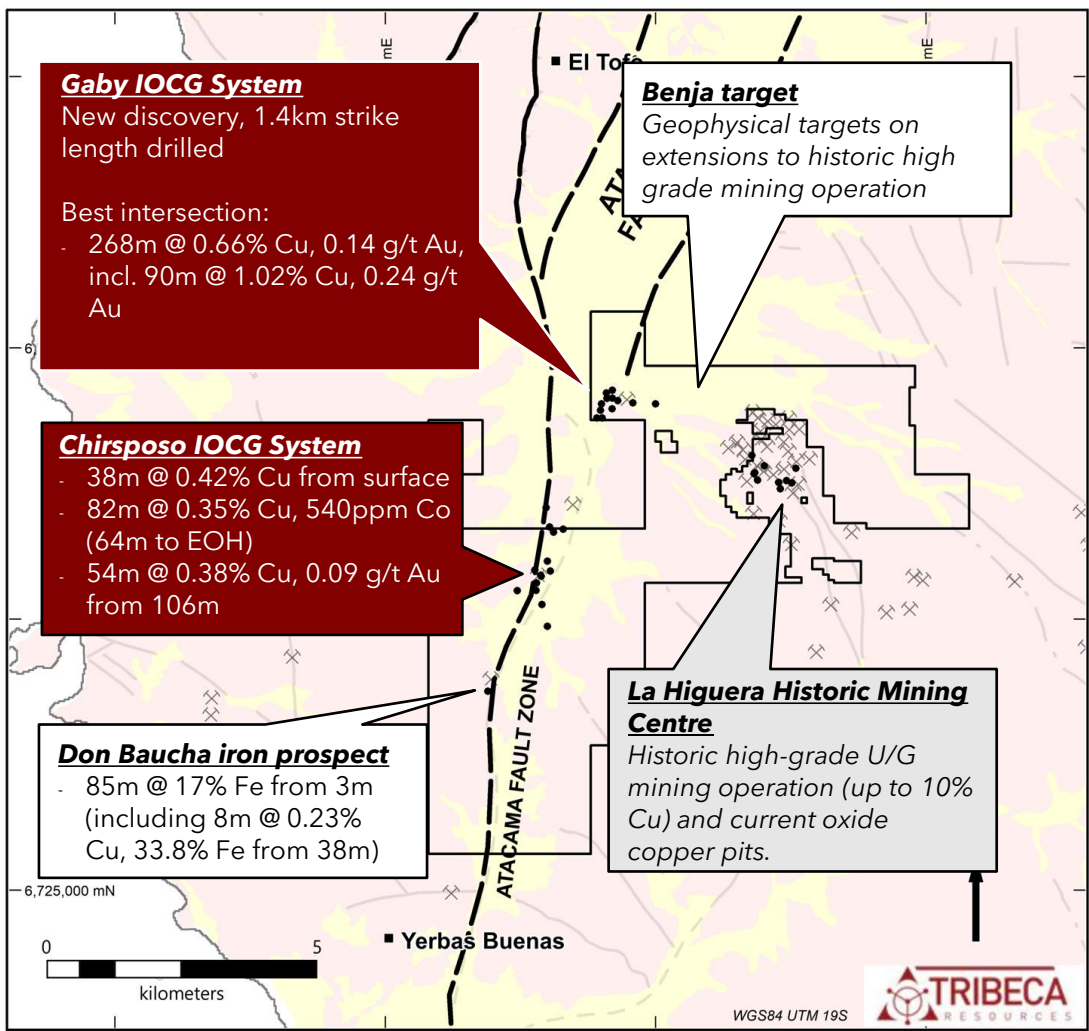 mE
mE
El Tofo
Gaby IOCG System
New discovery, 1.4km strike
length drilled
Best intersection:
- 268m @ 0.66% Cu, 0.14 g/t Au,
incl. 90m @ 1.02% Cu, 0.24 g/t
Au
Benja target
Geophysical targets on
extensions to historic high
grade mining operation
ATA
FA
6,
Chirsposo IOCG System
- 38m @ 0.42% Cu from surface
- 82m @ 0.35% Cu, 540ppm Co
(64m to EOH)
- 54m @ 0.38% Cu, 0.09 g/t Au
from 106m
ATACAMA FAULT ZONE
La Higuera Historic Mining
Centre
Historic high-grade U/G
mining operation (up to 10%
Cu) and current oxide
copper pits.
Don Baucha iron prospect
- 85m @ 17% Fe from 3m
(including 8m @ 0.23%
Cu, 33.8% Fe from 38m)
6,725,000 mN
Yerbas Buenas
0 5
kilometers
WGS84 UTM 19S
TRIBECA
RESOURCES